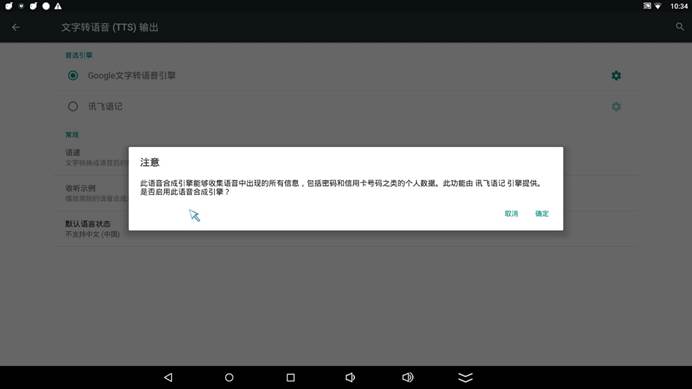 10:34
文字转语音 (TTS) 输出
首选引擎
Google文字转语音引擎
讯飞语记
常规
语速
文字转换成语音后的
注意
此语音合成引擎能够收集语音中出现的所有信息，包括密码和信用卡号码之类的个人数据。此功能由 讯飞语记 引擎提供。
是否启用此语音合成引擎？
取消
确定
收听示例
默认语言状态
不支持中文 (中国)